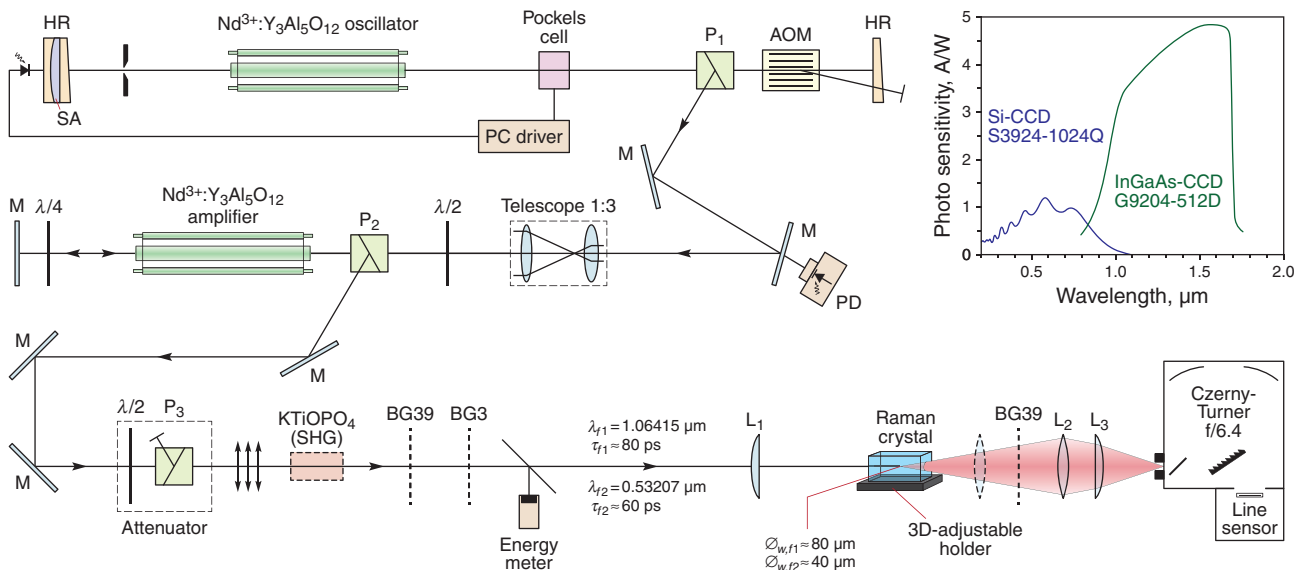 HR
Nd³⁺:Y₃Al₅O₁₂ oscillator
Pockels
cell
P₁
AOM
HR
SA
PC driver
M
M λ/4
Nd³⁺:Y₃Al₅O₁₂
amplifier
P₂
λ/2
Telescope 1:3
M
PD
M
M
Photo sensitivity, A/W
5
4
3
2
1
0
Si-CCD
S3924-1024Q
InGaAs-CCD
G9204-512D
0.5 1.0 1.5 2.0
Wavelength, µm
λ/2
P₃
M
Attenuator
KTiOPO₄
(SHG)
BG39
BG3
Energy
meter
λf1=1.06415 µm
τf1≈80 ps
λf2=0.53207 µm
τf2≈60 ps
L₁
Raman
crystal
∅w,f1≈80 µm
∅w,f2≈40 µm
3D-adjustable
holder
BG39
L₂
L₃
Czerny-
Turner
f/6.4
Line
sensor